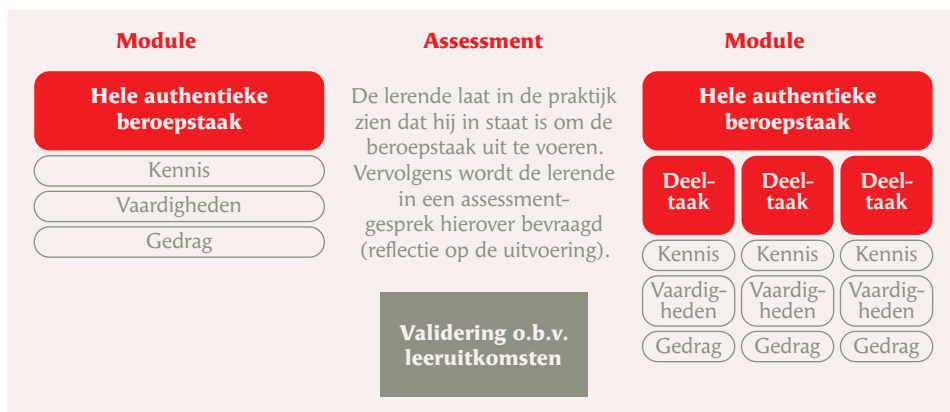 Module
Hele authentieke
beroepstaak
Kennis
Vaardigheden
Gedrag
Assessment
De lerende laat in de praktijk
zien dat hij in staat is om de
beroepstaak uit te voeren.
Vervolgens wordt de lerende
in een assessment-
gesprek hierover bevraagd
(reflectie op de uitvoering).
Validering o.b.v.
leeruitkomsten
Module
Hele authentieke
beroepstaak
Deel-
taak
Kennis
Vaardig-
heden
Gedrag
Deel-
taak
Kennis
Vaardig-
heden
Gedrag
Deel-
taak
Kennis
Vaardig-
heden
Gedrag